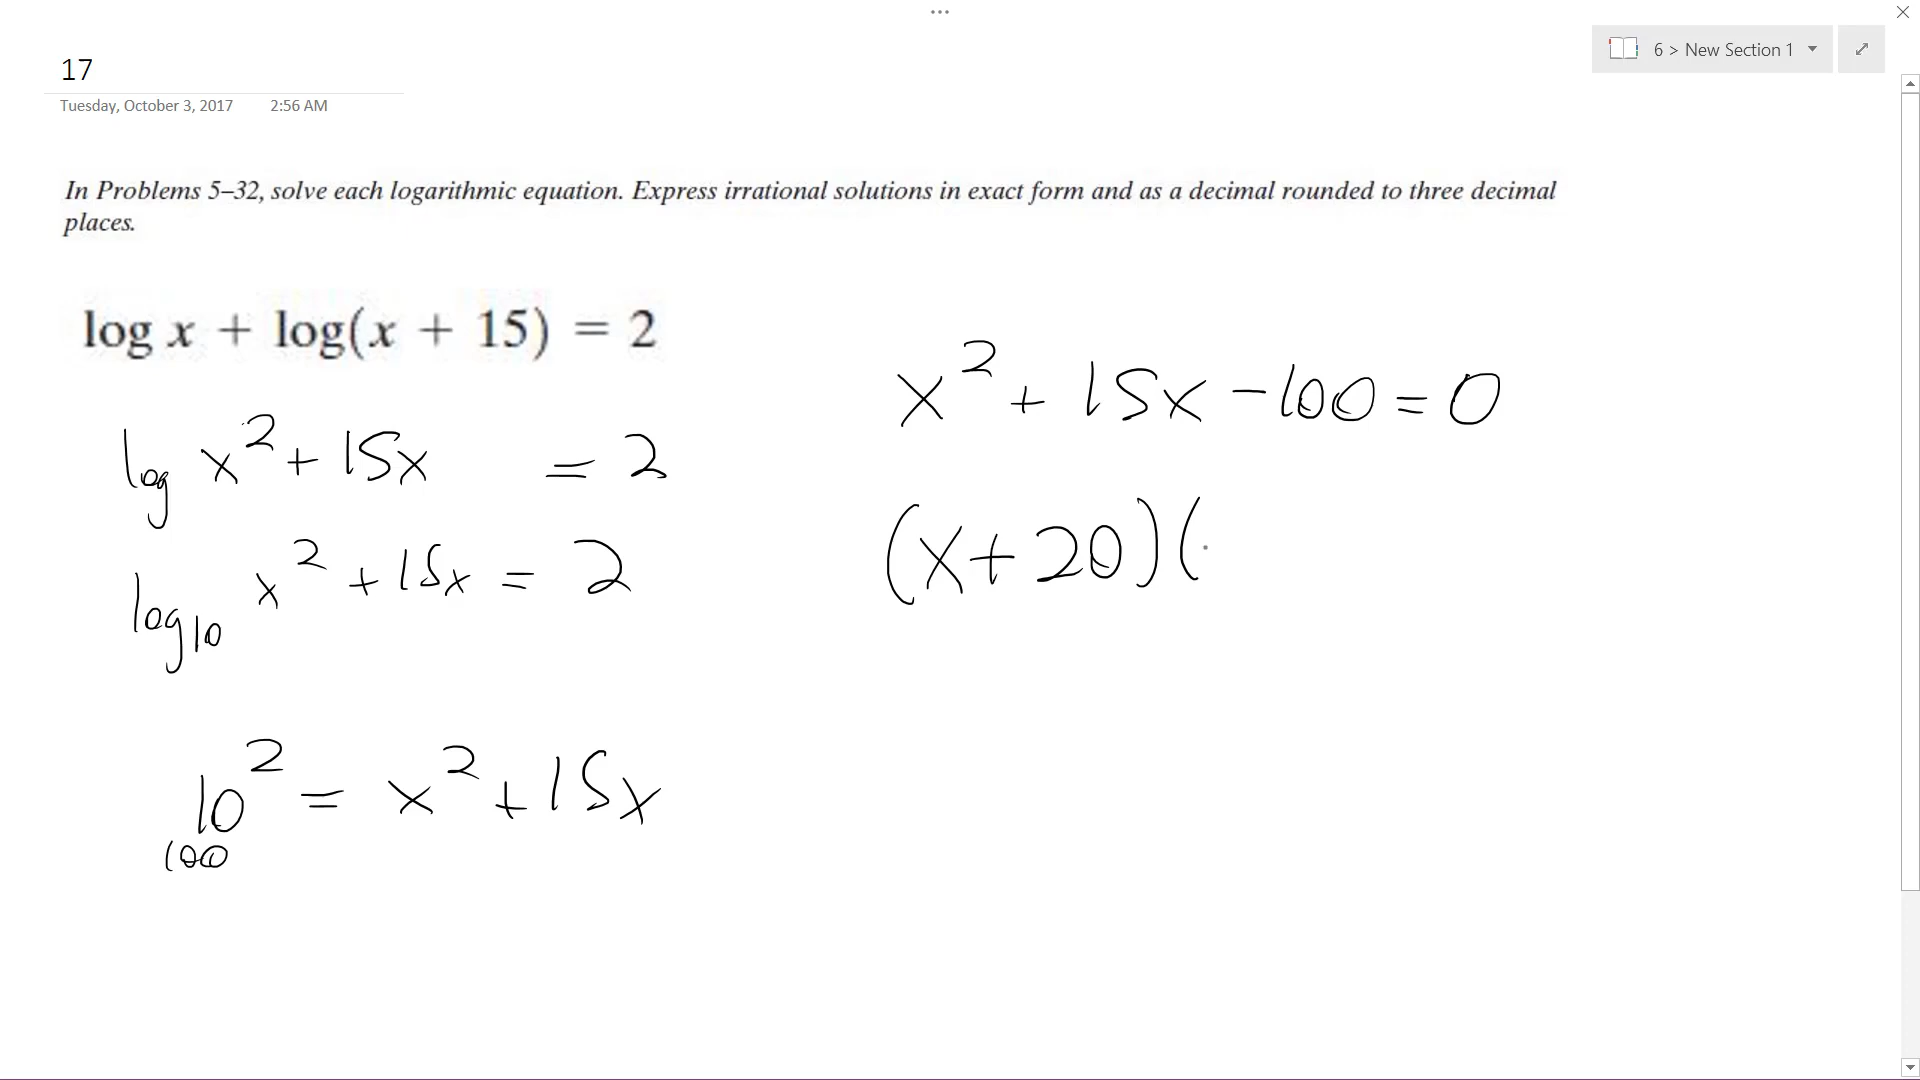 6 > New Section 1
17
Tuesday, October 3, 2017 2:56 AM
In Problems 5–32, solve each logarithmic equation. Express irrational solutions in exact form and as a decimal rounded to three decimal
places.
log x + log(x + 15) = 2
log x² + 15x = 2
log₁₀ x² + 15x = 2
10² = x² + 15x
100
x² + 15x - 100 = 0
(x + 20)(